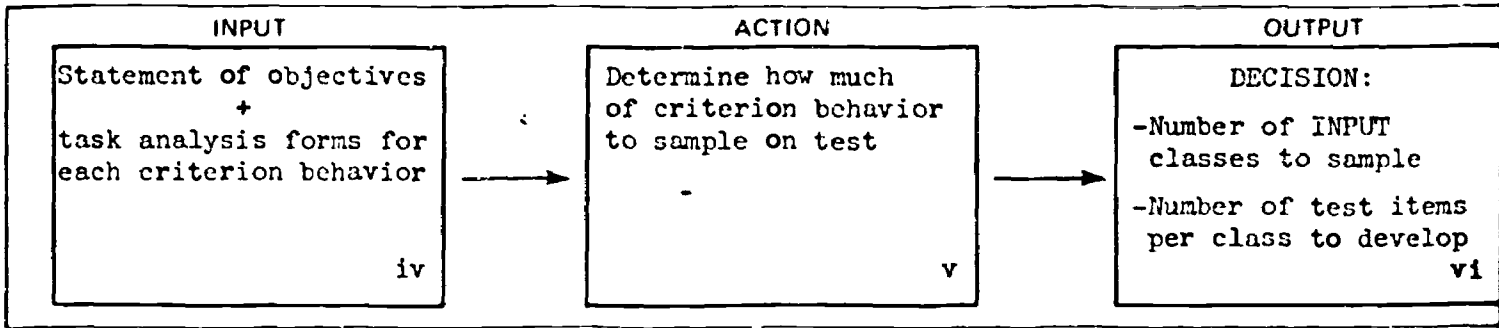 INPUT
Statement of objectives
+
task analysis forms for
each criterion behavior
iv
ACTION
Determine how much
of criterion behavior
to sample on test
v
OUTPUT
DECISION:
-Number of INPUT
classes to sample
-Number of test items
per class to develop
vi